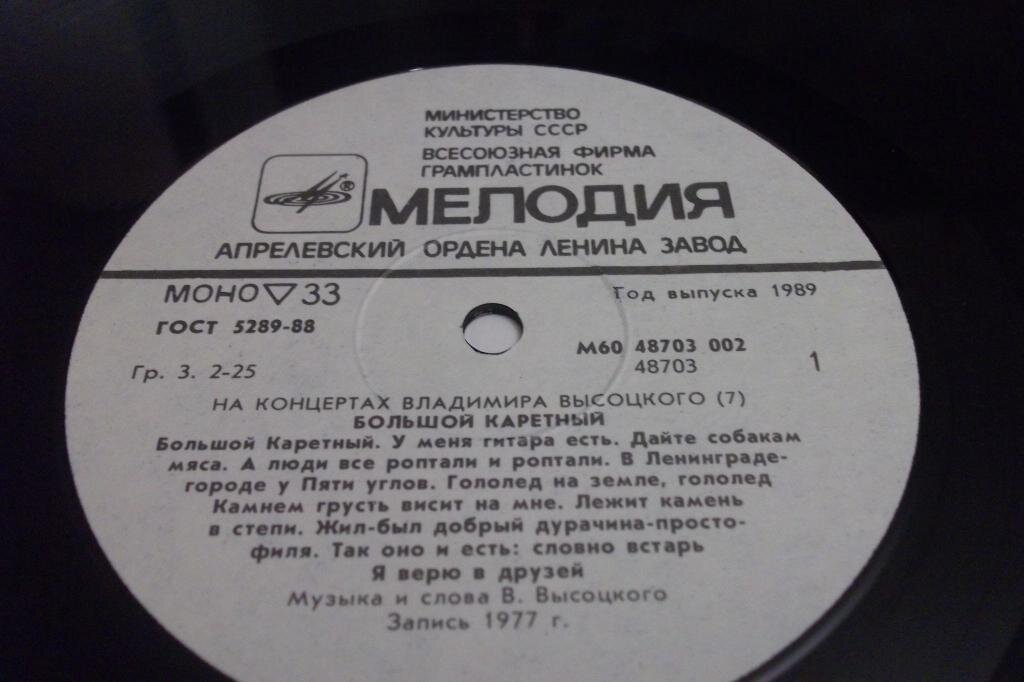 МИНИСТЕРСТВО
КУЛЬТУРЫ СССР
ВСЕСОЮЗНАЯ ФИРМА
ГРАМПЛАСТИНОК
®
МЕЛОДИЯ
АПРЕЛЕВСКИЙ ОРДЕНА ЛЕНИНА ЗАВОД
МОНО ▽ 33
Год выпуска 1989
ГОСТ 5289-88
М60 48703 002
48703
1
Гр. 3. 2-25
НА КОНЦЕРТАХ ВЛАДИМИРА ВЫСОЦКОГО (7)
БОЛЬШОЙ КАРЕТНЫЙ
Большой Каретный. У меня гитара есть. Дайте собакам
мяса. А люди все роптали и роптали. В Ленинграде-
городе у Пяти углов. Гололед на земле, гололед
Камнем грусть висит на мне. Лежит камень
в степи. Жил-был добрый дурачина-просто-
филя. Так оно и есть: словно встарь
Я верю в друзей
Музыка и слова В. Высоцкого
Запись 1977 г.